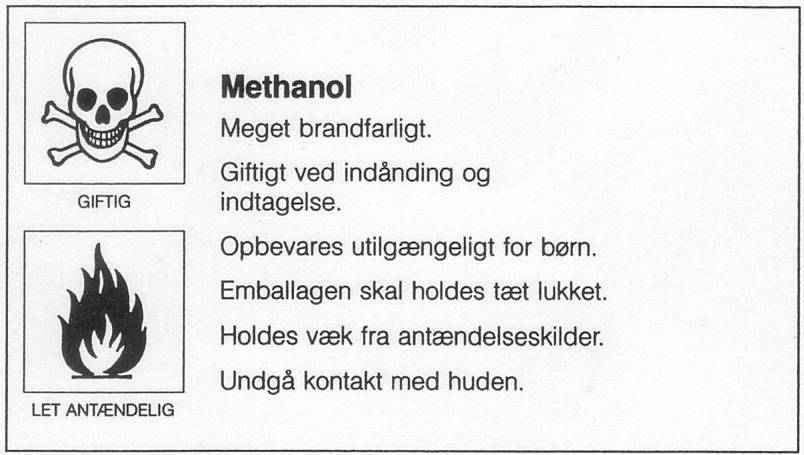 GIFTIG
LET ANTÆNDELIG
Methanol
Meget brandfarligt.
Giftigt ved indånding og
indtagelse.
Opbevares utilgængeligt for børn.
Emballagen skal holdes tæt lukket.
Holdes væk fra antændelseskilder.
Undgå kontakt med huden.